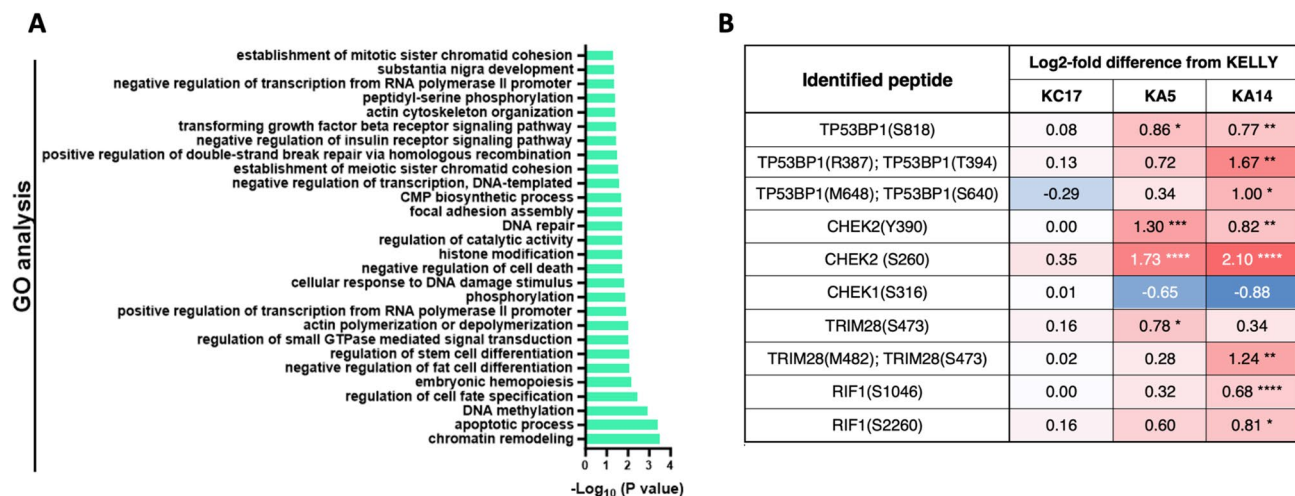 A
GO analysis
establishment of mitotic sister chromatid cohesion
substantia nigra development
negative regulation of transcription from RNA polymerase II promoter
peptidyl-serine phosphorylation
actin cytoskeleton organization
transforming growth factor beta receptor signaling pathway
negative regulation of insulin receptor signaling pathway
positive regulation of double-strand break repair via homologous recombination
establishment of meiotic sister chromatid cohesion
negative regulation of transcription, DNA-templated
CMP biosynthetic process
focal adhesion assembly
DNA repair
regulation of catalytic activity
histone modification
negative regulation of cell death
cellular response to DNA damage stimulus
phosphorylation
positive regulation of transcription from RNA polymerase II promoter
actin polymerization or depolymerization
regulation of small GTPase mediated signal transduction
regulation of stem cell differentiation
negative regulation of fat cell differentiation
embryonic hemopoiesis
regulation of cell fate specification
DNA methylation
apoptotic process
chromatin remodeling
0 1 2 3 4
-Log10 (P value)
B
Identified peptide Log2-fold difference from KELLY
KC17 KA5 KA14
TP53BP1(S818) 0.08 0.86 * 0.77 **
TP53BP1(R387); TP53BP1(T394) 0.13 0.72 1.67 **
TP53BP1(M648); TP53BP1(S640) -0.29 0.34 1.00 *
CHEK2(Y390) 0.00 1.30 *** 0.82 **
CHEK2 (S260) 0.35 1.73 **** 2.10 ****
CHEK1(S316) 0.01 -0.65 -0.88
TRIM28(S473) 0.16 0.78 * 0.34
TRIM28(M482); TRIM28(S473) 0.02 0.28 1.24 **
RIF1(S1046) 0.00 0.32 0.68 ****
RIF1(S2260) 0.16 0.60 0.81 *